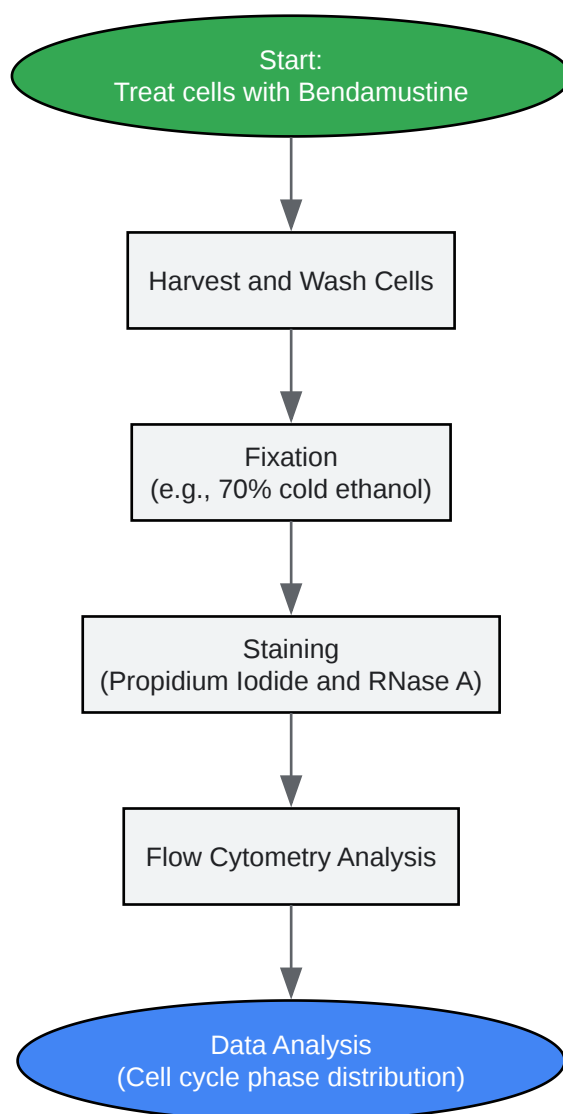 Start:
Treat cells with Bendamustine
Harvest and Wash Cells
Fixation
(e.g., 70% cold ethanol)
Staining
(Propidium Iodide and RNase A)
Flow Cytometry Analysis
Data Analysis
(Cell cycle phase distribution)